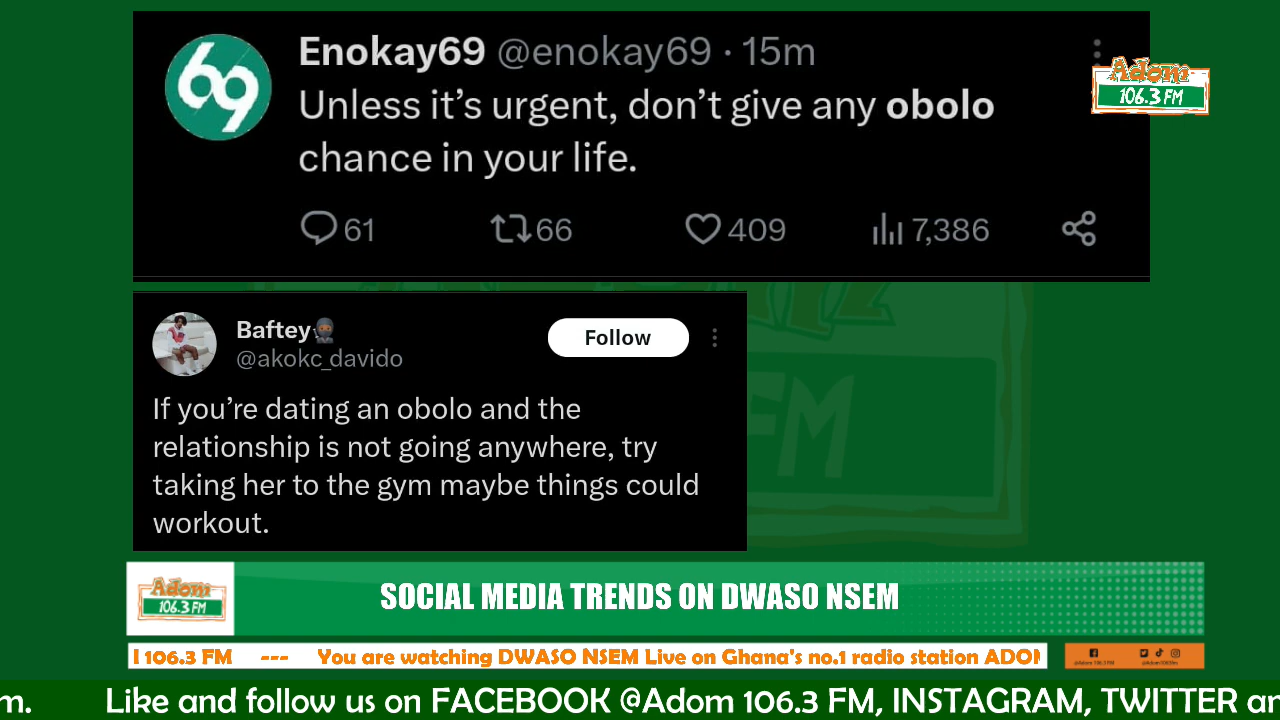 Enokay69 @enokay69 · 15m
Unless it’s urgent, don’t give any obolo
chance in your life.
61 66 409 7,386
Adom
106.3 FM
Baftey
@akokc_davido
Follow
If you’re dating an obolo and the
relationship is not going anywhere, try
taking her to the gym maybe things could
workout.
FM
Adom
106.3 FM
SOCIAL MEDIA TRENDS ON DWASO NSEM
106.3 FM --- You are watching DWASO NSEM Live on Ghana's no.1 radio station ADOM
m. Like and follow us on FACEBOOK @Adom 106.3 FM, INSTAGRAM, TWITTER an